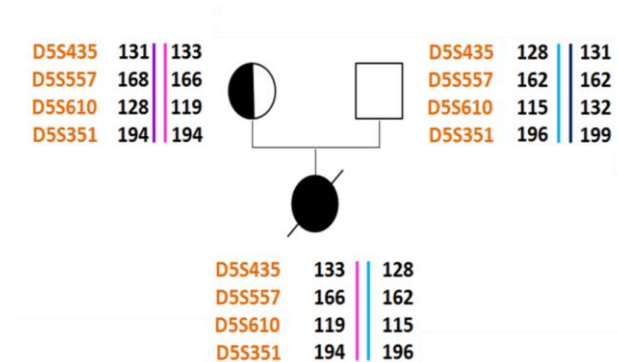 D5S435 131 133
D5S557 168 166
D5S610 128 119
D5S351 194 194
D5S435 128 131
D5S557 162 162
D5S610 115 132
D5S351 196 199
D5S435 133 128
D5S557 166 162
D5S610 119 115
D5S351 194 196